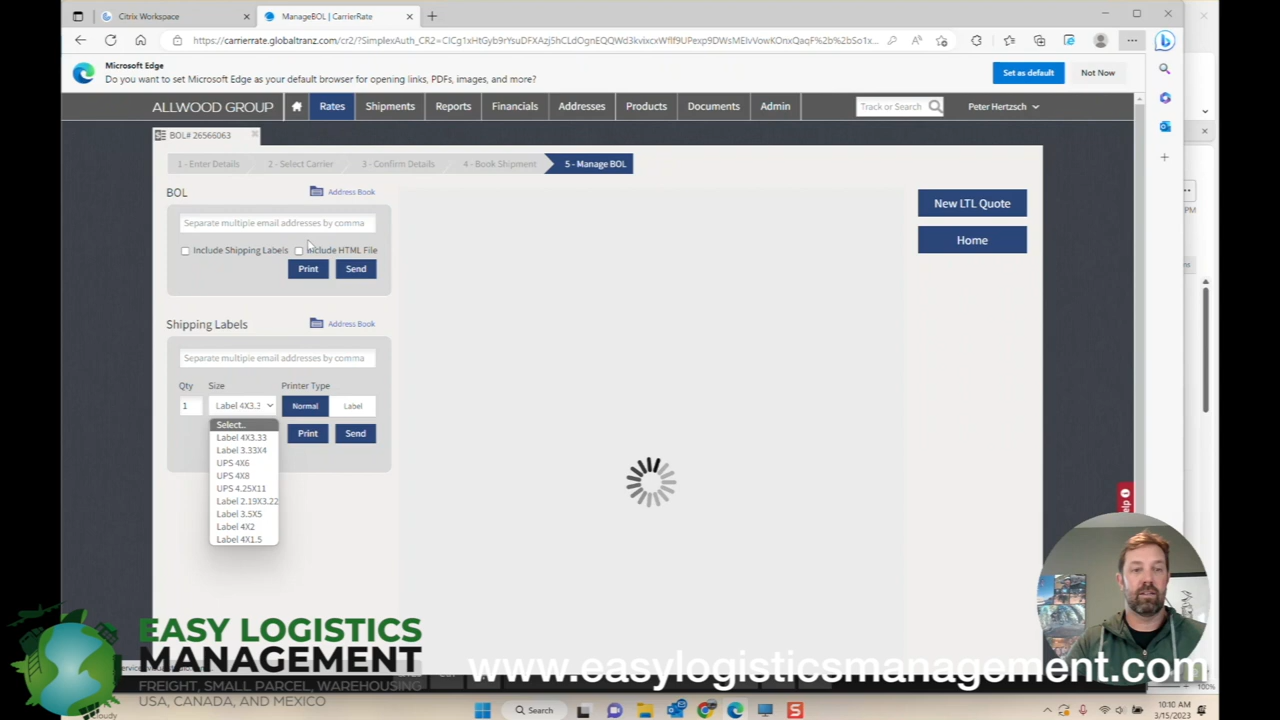 Citrix Workspace
ManageBOL | CarrierRate
Microsoft Edge
Do you want to set Microsoft Edge as your default browser for opening links, PDFs, images, and more?
Set as default
Not Now
ALLWOOD GROUP
Rates
Shipments
Reports
Financials
Addresses
Products
Documents
Admin
Track or Search
Peter Hertzsch
BOL# 26566063
1 - Enter Details
2 - Select Carrier
3 - Confirm Details
4 - Book Shipment
5 - Manage BOL
BOL
Address Book
Separate multiple email addresses by comma
Include Shipping Labels
Include HTML File
Print
Send
New LTL Quote
Home
Shipping Labels
Address Book
Separate multiple email addresses by comma
Qty
Size
Printer Type
1
Label 4X3.3
Normal
Label
Select..
Label 4X3.33
Label 3.33X4
UPS 4X6
UPS 4X8
UPS 4.25X11
Label 2.19X3.22
Label 3.5X5
Label 4X2
Label 4X1.5
Print
Send
EASY LOGISTICS
MANAGEMENT
FREIGHT, SMALL PARCEL, WAREHOUSING
USA, CANADA, AND MEXICO
www.easylogisticsmanagement.com
Search
100%
10:10 AM
3/15/2023